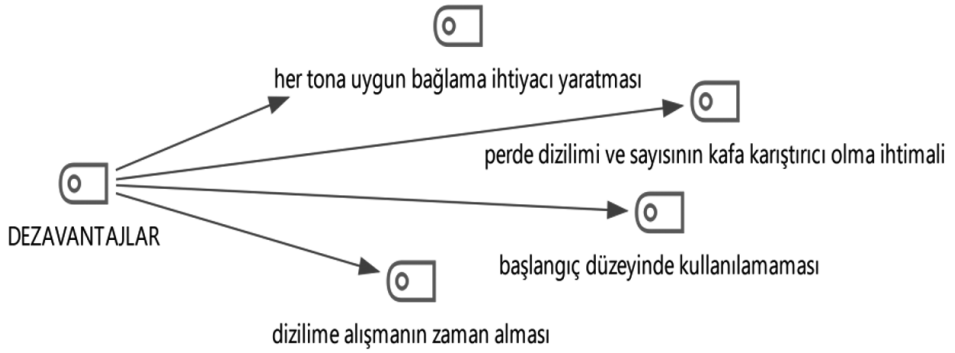 her tona uygun bağlama ihtiyacı yaratması
perde dizilimi ve sayısının kafa karıştırıcı olma ihtimali
DEZAVANTAJLAR
başlangıç düzeyinde kullanılamaması
dizilime alışmanın zaman alması